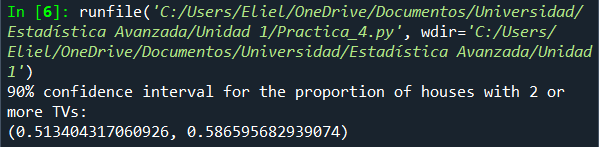 In [6]: runfile('C:/Users/Eliel/OneDrive/Documentos/Universidad/
Estadística Avanzada/Unidad 1/Practica_4.py', wdir='C:/Users/
Eliel/OneDrive/Documentos/Universidad/Estadística Avanzada/Unidad
1')
90% confidence interval for the proportion of houses with 2 or
more TVs:
(0.513404317060926, 0.586595682939074)